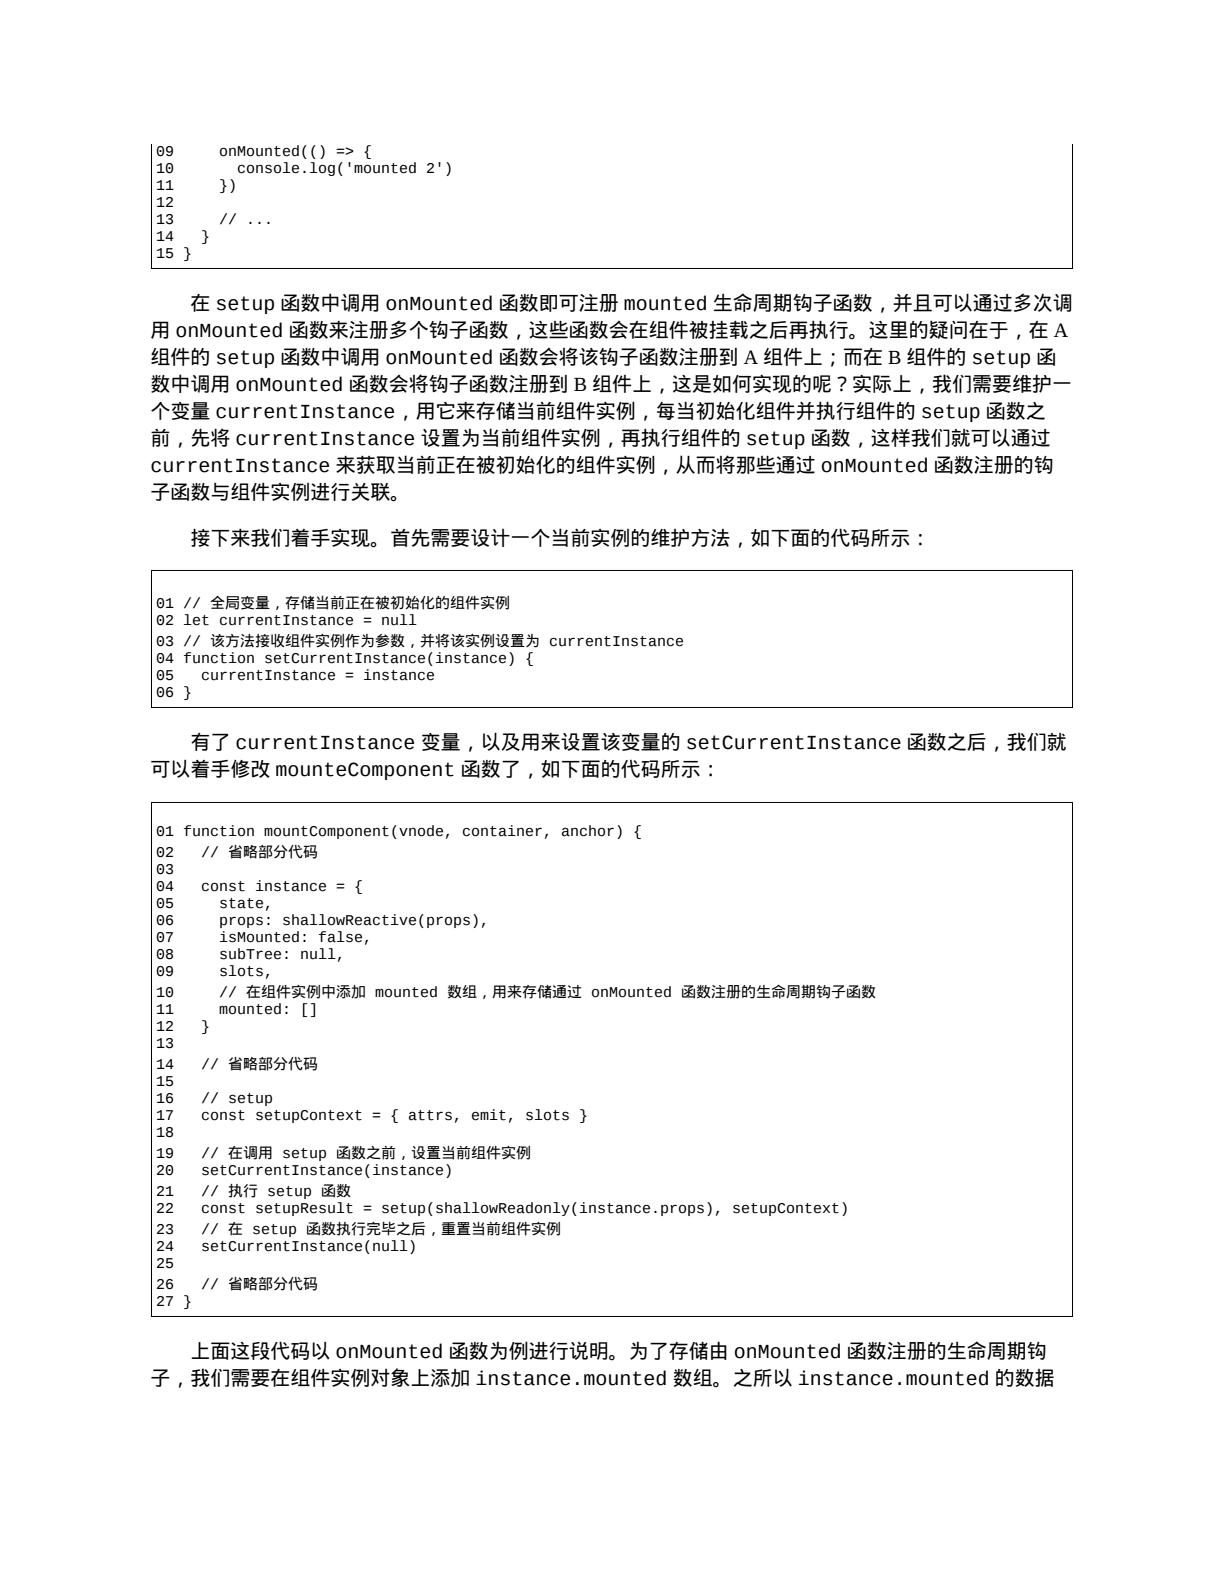 09     onMounted(() => {
10       console.log('mounted 2')
11     })
12
13     // ...
14   }
15 }
在 setup 函数中调用 onMounted 函数即可注册 mounted 生命周期钩子函数，并且可以通过多次调
用 onMounted 函数来注册多个钩子函数，这些函数会在组件被挂载之后再执行。这里的疑问在于，在 A
组件的 setup 函数中调用 onMounted 函数会将该钩子函数注册到 A 组件上；而在 B 组件的 setup 函
数中调用 onMounted 函数会将钩子函数注册到 B 组件上，这是如何实现的呢？实际上，我们需要维护一
个变量 currentInstance，用它来存储当前组件实例，每当初始化组件并执行组件的 setup 函数之
前，先将 currentInstance 设置为当前组件实例，再执行组件的 setup 函数，这样我们就可以通过
currentInstance 来获取当前正在被初始化的组件实例，从而将那些通过 onMounted 函数注册的钩
子函数与组件实例进行关联。
接下来我们着手实现。首先需要设计一个当前实例的维护方法，如下面的代码所示：
01 // 全局变量，存储当前正在被初始化的组件实例
02 let currentInstance = null
03 // 该方法接收组件实例作为参数，并将该实例设置为 currentInstance
04 function setCurrentInstance(instance) {
05   currentInstance = instance
06 }
有了 currentInstance 变量，以及用来设置该变量的 setCurrentInstance 函数之后，我们就
可以着手修改 mounteComponent 函数了，如下面的代码所示：
01 function mountComponent(vnode, container, anchor) {
02   // 省略部分代码
03
04   const instance = {
05     state,
06     props: shallowReactive(props),
07     isMounted: false,
08     subTree: null,
09     slots,
10     // 在组件实例中添加 mounted 数组，用来存储通过 onMounted 函数注册的生命周期钩子函数
11     mounted: []
12   }
13
14   // 省略部分代码
15
16   // setup
17   const setupContext = { attrs, emit, slots }
18
19   // 在调用 setup 函数之前，设置当前组件实例
20   setCurrentInstance(instance)
21   // 执行 setup 函数
22   const setupResult = setup(shallowReadonly(instance.props), setupContext)
23   // 在 setup 函数执行完毕之后，重置当前组件实例
24   setCurrentInstance(null)
25
26   // 省略部分代码
27 }
上面这段代码以 onMounted 函数为例进行说明。为了存储由 onMounted 函数注册的生命周期钩
子，我们需要在组件实例对象上添加 instance.mounted 数组。之所以 instance.mounted 的数据